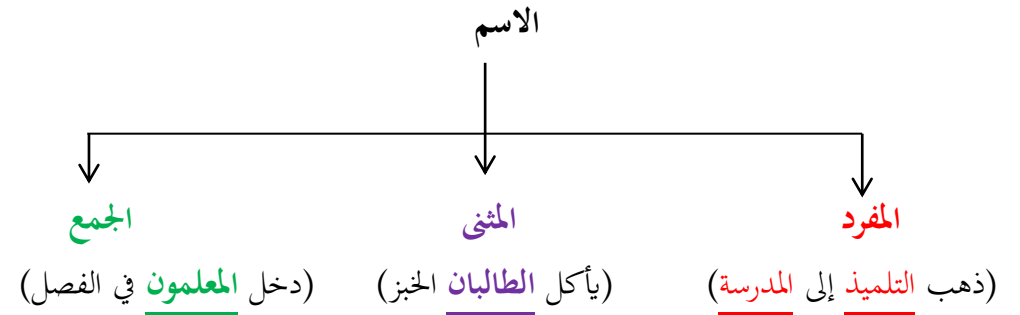 الاسم
المفرد
المثنى
الجمع
(ذهب التلميذ إلى المدرسة)
(يأكل الطالبان الخبز)
(دخل المعلمون في الفصل)